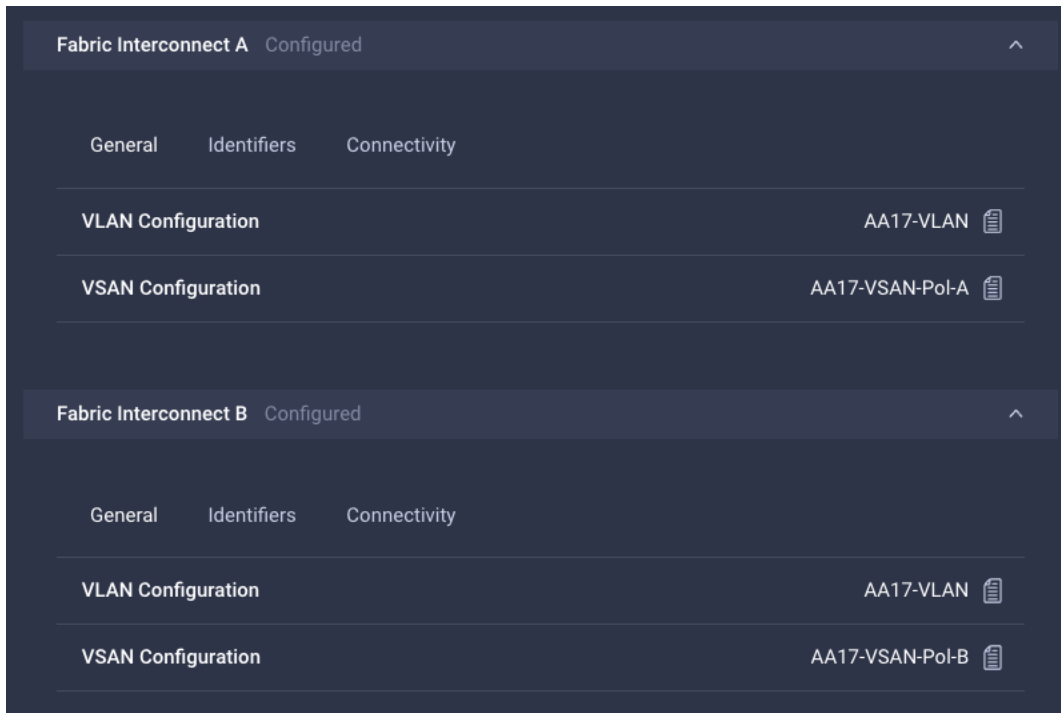 Fabric Interconnect A Configured
General Identifiers Connectivity
VLAN Configuration AA17-VLAN
VSAN Configuration AA17-VSAN-Pol-A
Fabric Interconnect B Configured
General Identifiers Connectivity
VLAN Configuration AA17-VLAN
VSAN Configuration AA17-VSAN-Pol-B